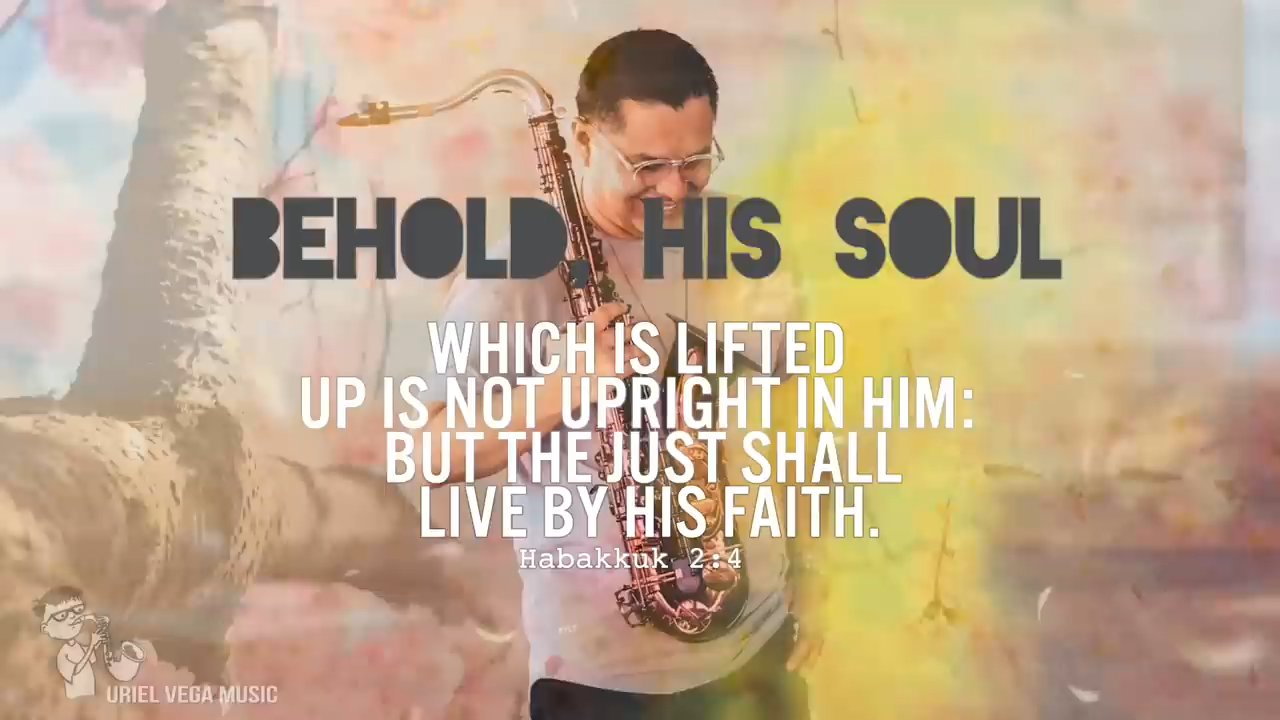 BEHOLD, HIS SOUL
WHICH IS LIFTED
UP IS NOT UPRIGHT IN HIM:
BUT THE JUST SHALL
LIVE BY HIS FAITH.
Habakkuk 2:4
URIEL VEGA MUSIC